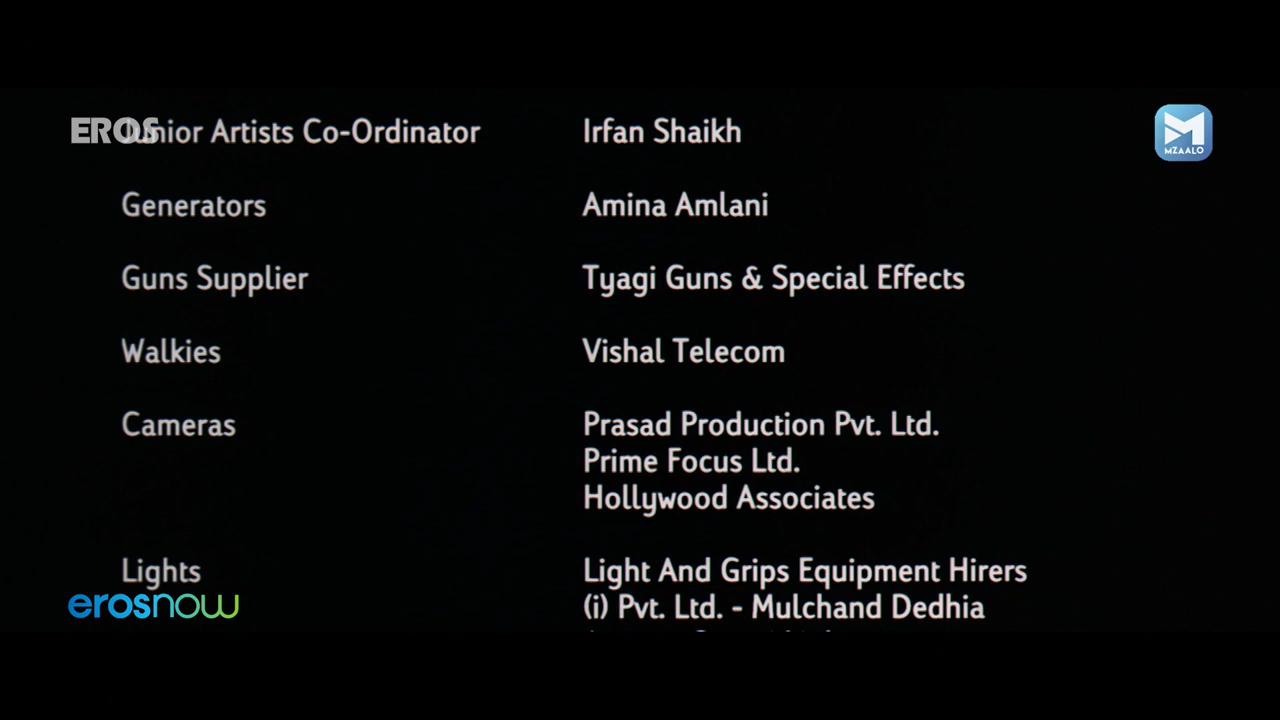 EROS
Junior Artists Co-Ordinator Irfan Shaikh
MZAALO
Generators Amina Amlani
Guns Supplier Tyagi Guns & Special Effects
Walkies Vishal Telecom
Cameras Prasad Production Pvt. Ltd.
Prime Focus Ltd.
Hollywood Associates
Lights Light And Grips Equipment Hirers
erosnow
(i) Pvt. Ltd. - Mulchand Dedhia